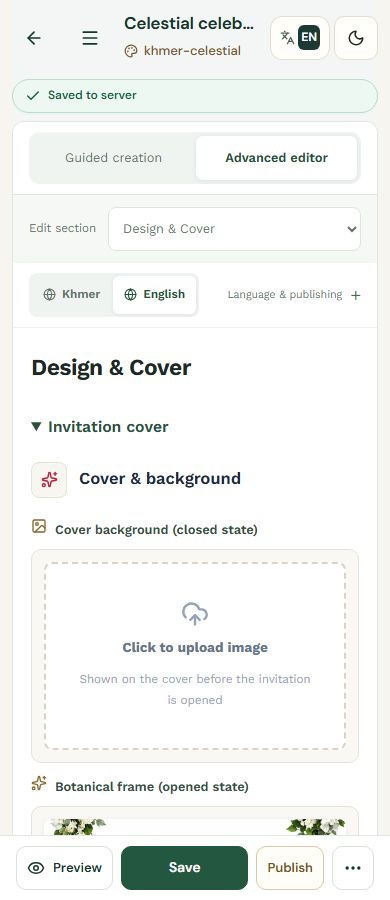 Celestial celeb...
khmer-celestial
EN
Saved to server
Guided creation
Advanced editor
Edit section
Design & Cover
Khmer
English
Language & publishing +
Design & Cover
▼ Invitation cover
Cover & background
Cover background (closed state)
Click to upload image
Shown on the cover before the invitation
is opened
Botanical frame (opened state)
Preview
Save
Publish